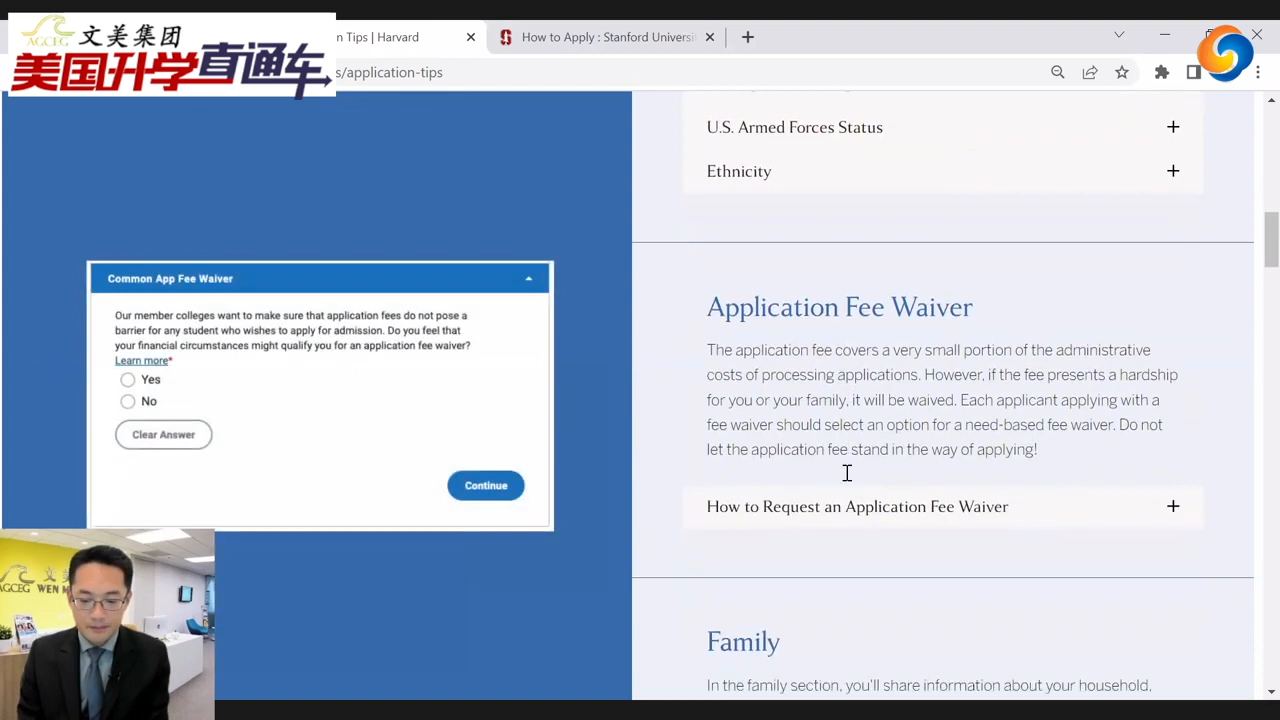 文美集团
AGCEG
美国升学直通车
n Tips | Harvard
How to Apply : Stanford Universi
s/application-tips
U.S. Armed Forces Status
Ethnicity
Common App Fee Waiver
Our member colleges want to make sure that application fees do not pose a
barrier for any student who wishes to apply for admission. Do you feel that
your financial circumstances might qualify you for an application fee waiver?
Learn more*
Yes
No
Clear Answer
Continue
Application Fee Waiver
The application fee covers a very small portion of the administrative
costs of processing applications. However, if the fee presents a hardship
for you or your family, it will be waived. Each applicant applying with a
fee waiver should select an option for a need-based fee waiver. Do not
let the application fee stand in the way of applying!
How to Request an Application Fee Waiver
Family
In the family section, you'll share information about your household.
文美
AGCEG WEN M